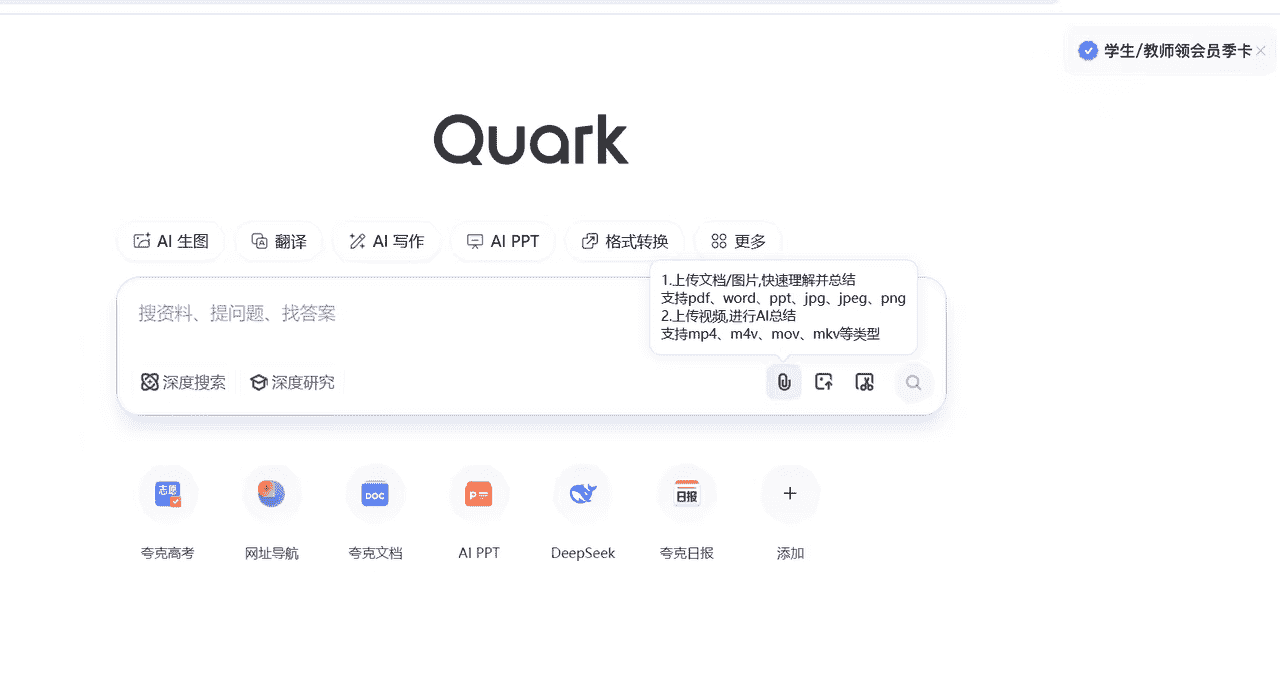 学生/教师领会员季卡
Quark
AI 生图
翻译
AI 写作
AI PPT
格式转换
更多
1.上传文档/图片,快速理解并总结
支持pdf、word、ppt、jpg、jpeg、png
2.上传视频,进行AI总结
支持mp4、m4v、mov、mkv等类型
搜资料、提问题、找答案
深度搜索
深度研究
志愿
DOC
P
日报
夸克高考
网址导航
夸克文档
AI PPT
DeepSeek
夸克日报
添加